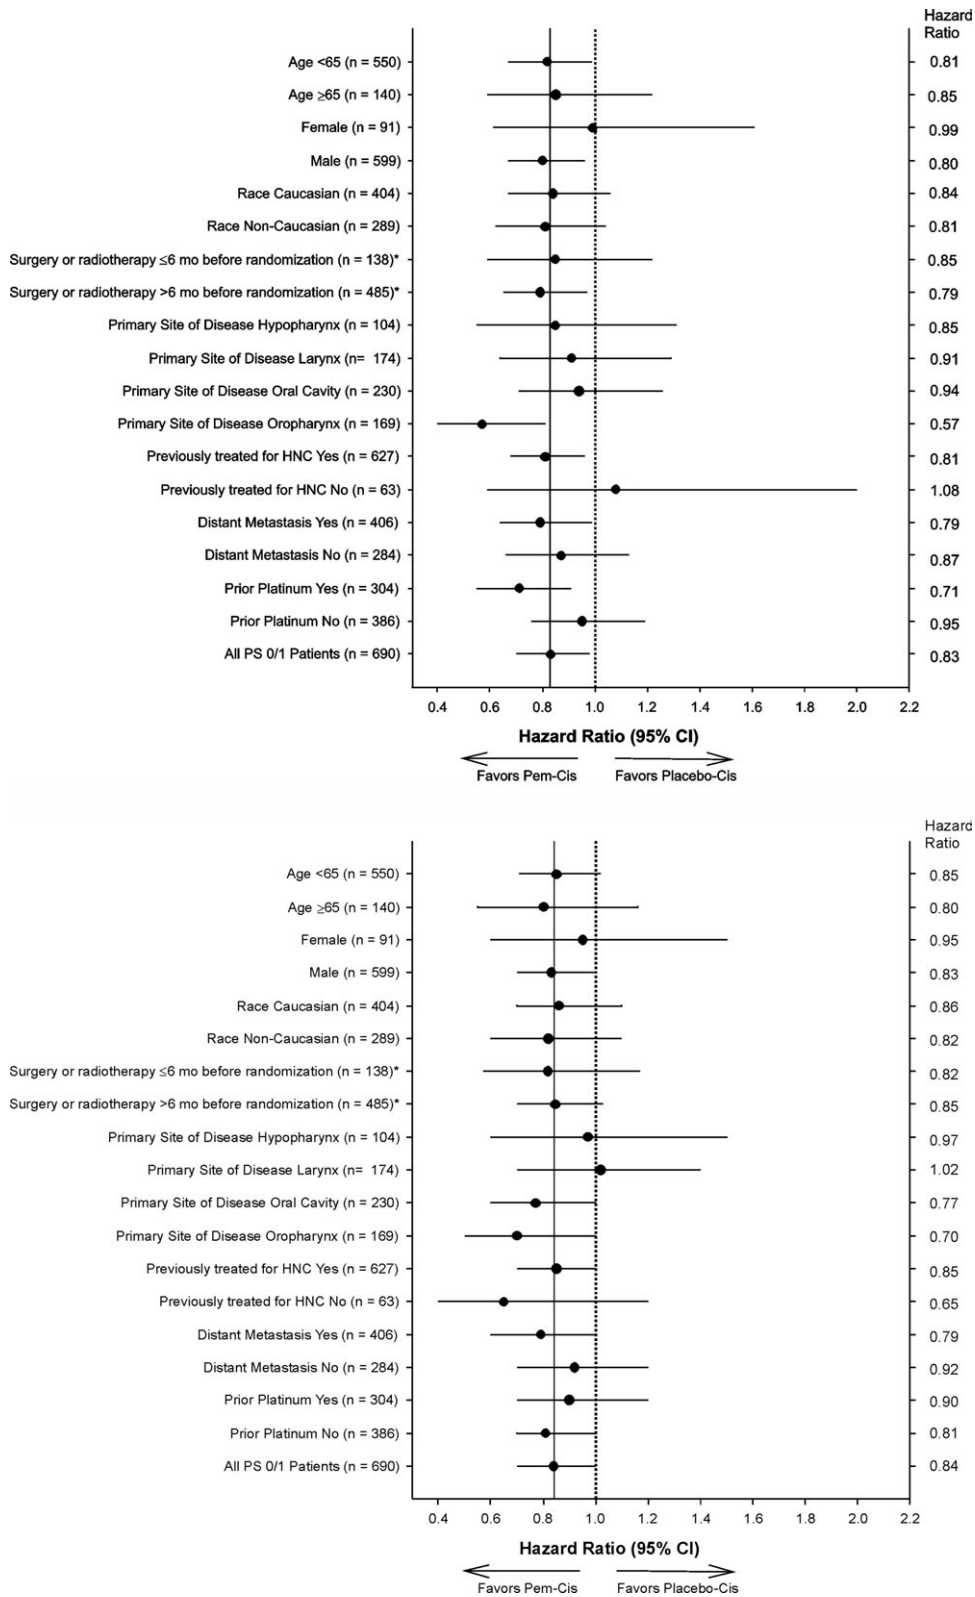 Hazard
Ratio
Age <65 (n = 550) 0.81
Age ≥65 (n = 140) 0.85
Female (n = 91) 0.99
Male (n = 599) 0.80
Race Caucasian (n = 404) 0.84
Race Non-Caucasian (n = 289) 0.81
Surgery or radiotherapy ≤6 mo before randomization (n = 138)* 0.85
Surgery or radiotherapy >6 mo before randomization (n = 485)* 0.79
Primary Site of Disease Hypopharynx (n = 104) 0.85
Primary Site of Disease Larynx (n= 174) 0.91
Primary Site of Disease Oral Cavity (n = 230) 0.94
Primary Site of Disease Oropharynx (n = 169) 0.57
Previously treated for HNC Yes (n = 627) 0.81
Previously treated for HNC No (n = 63) 1.08
Distant Metastasis Yes (n = 406) 0.79
Distant Metastasis No (n = 284) 0.87
Prior Platinum Yes (n = 304) 0.71
Prior Platinum No (n = 386) 0.95
All PS 0/1 Patients (n = 690) 0.83
0.4 0.6 0.8 1.0 1.2 1.4 1.6 1.8 2.0 2.2
Hazard Ratio (95% CI)
Favors Pem-Cis Favors Placebo-Cis
Hazard
Ratio
Age <65 (n = 550) 0.85
Age ≥65 (n = 140) 0.80
Female (n = 91) 0.95
Male (n = 599) 0.83
Race Caucasian (n = 404) 0.86
Race Non-Caucasian (n = 289) 0.82
Surgery or radiotherapy ≤6 mo before randomization (n = 138)* 0.82
Surgery or radiotherapy >6 mo before randomization (n = 485)* 0.85
Primary Site of Disease Hypopharynx (n = 104) 0.97
Primary Site of Disease Larynx (n= 174) 1.02
Primary Site of Disease Oral Cavity (n = 230) 0.77
Primary Site of Disease Oropharynx (n = 169) 0.70
Previously treated for HNC Yes (n = 627) 0.85
Previously treated for HNC No (n = 63) 0.65
Distant Metastasis Yes (n = 406) 0.79
Distant Metastasis No (n = 284) 0.92
Prior Platinum Yes (n = 304) 0.90
Prior Platinum No (n = 386) 0.81
All PS 0/1 Patients (n = 690) 0.84
0.4 0.6 0.8 1.0 1.2 1.4 1.6 1.8 2.0 2.2
Hazard Ratio (95% CI)
Favors Pem-Cis Favors Placebo-Cis